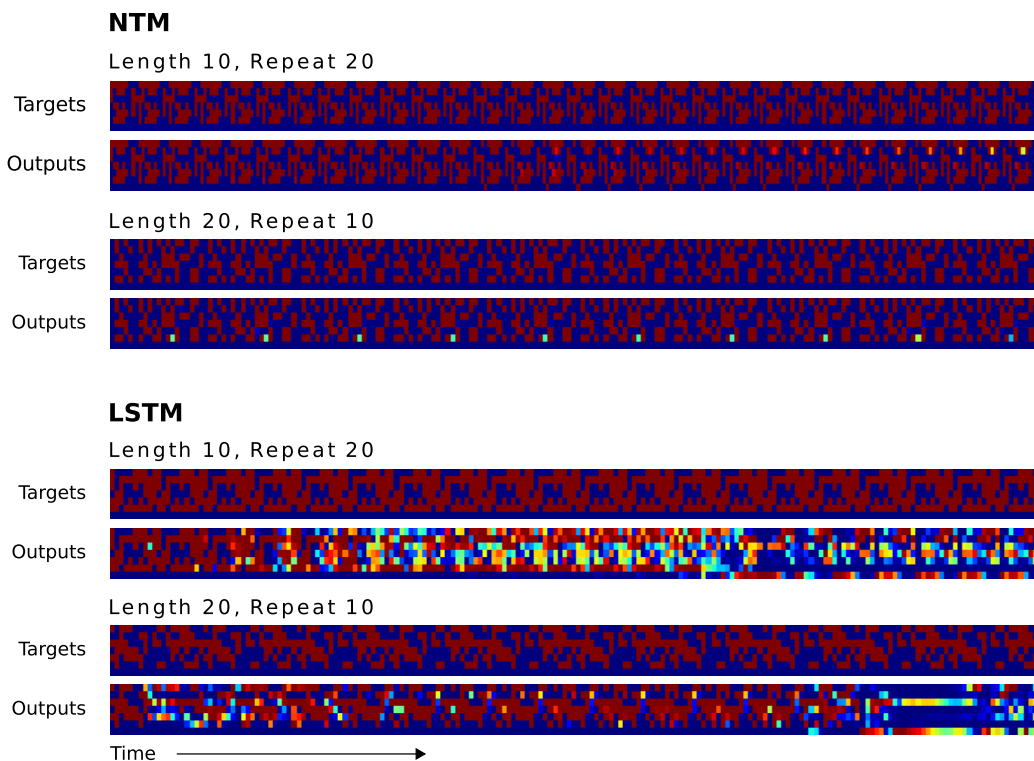 NTM
Length 10, Repeat 20
Targets
Outputs
Length 20, Repeat 10
Targets
Outputs
LSTM
Length 10, Repeat 20
Targets
Outputs
Length 20, Repeat 10
Targets
Outputs
Time